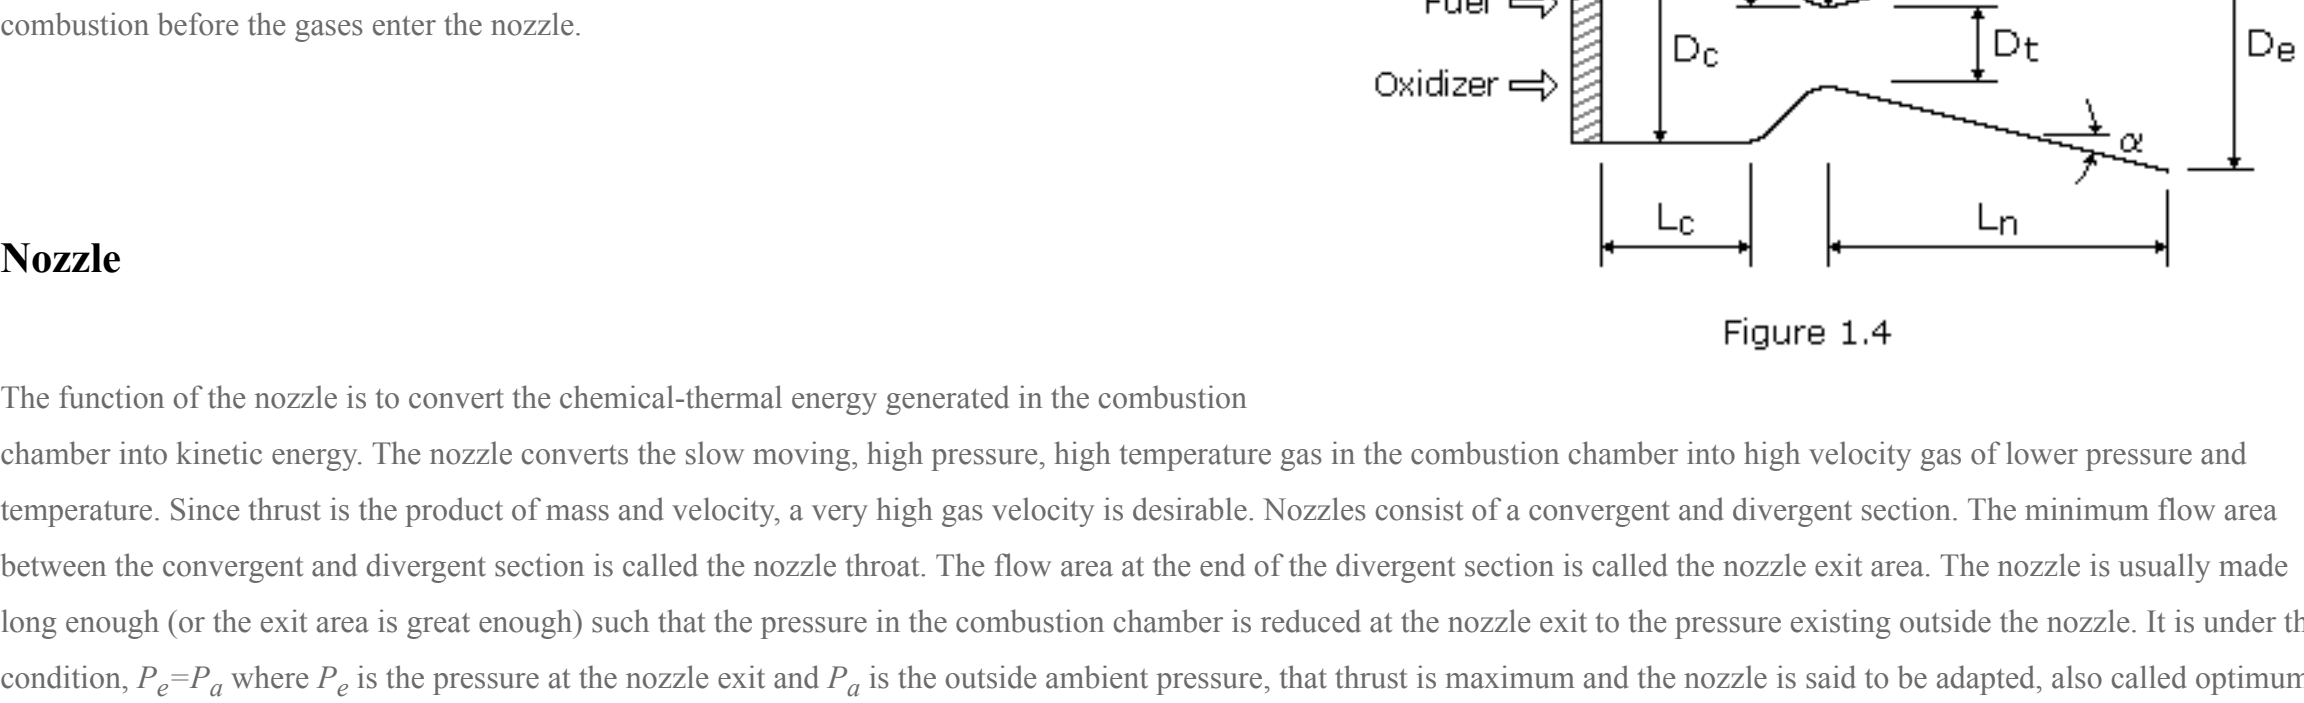 Fuel
combustion before the gases enter the nozzle.
Dc
Dt
De
Oxidizer
α
Lc
Ln
Nozzle
Figure 1.4
The function of the nozzle is to convert the chemical-thermal energy generated in the combustion
chamber into kinetic energy. The nozzle converts the slow moving, high pressure, high temperature gas in the combustion chamber into high velocity gas of lower pressure and
temperature. Since thrust is the product of mass and velocity, a very high gas velocity is desirable. Nozzles consist of a convergent and divergent section. The minimum flow area
between the convergent and divergent section is called the nozzle throat. The flow area at the end of the divergent section is called the nozzle exit area. The nozzle is usually made
long enough (or the exit area is great enough) such that the pressure in the combustion chamber is reduced at the nozzle exit to the pressure existing outside the nozzle. It is under th
condition, Pe=Pa where Pe is the pressure at the nozzle exit and Pa is the outside ambient pressure, that thrust is maximum and the nozzle is said to be adapted, also called optimum